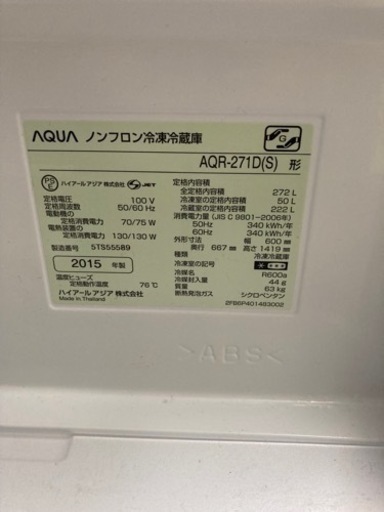 AQUA ノンフロン冷凍冷蔵庫
AQR-271D(S) 形
PS E ハイアール アジア 株式会社 JET
定格電圧 100 V
定格周波数 50/60 Hz
電動機の
定格消費電力 70/75 W
電熱装置の
定格消費電力 130/130 W
製造番号 5TS55589
2015 年製
温度ヒューズ
定格動作温度 76℃
ハイアール アジア 株式会社
Made in Thailand
定格内容積
全定格内容積 272 L
冷凍室の定格内容積 50 L
冷蔵室の定格内容積 222 L
消費電力量 (JIS C 9801-2006年)
50Hz 340 kWh/年
60Hz 340 kWh/年
外形寸法 幅 600 mm
奥行 667 mm 高さ 1419 mm
種類 冷凍冷蔵庫
冷凍室の記号
冷媒名 R600a
冷媒封入量 44 g
質量 63 kg
断熱発泡ガス シクロペンタン
2FB6P401483002
>ABS<